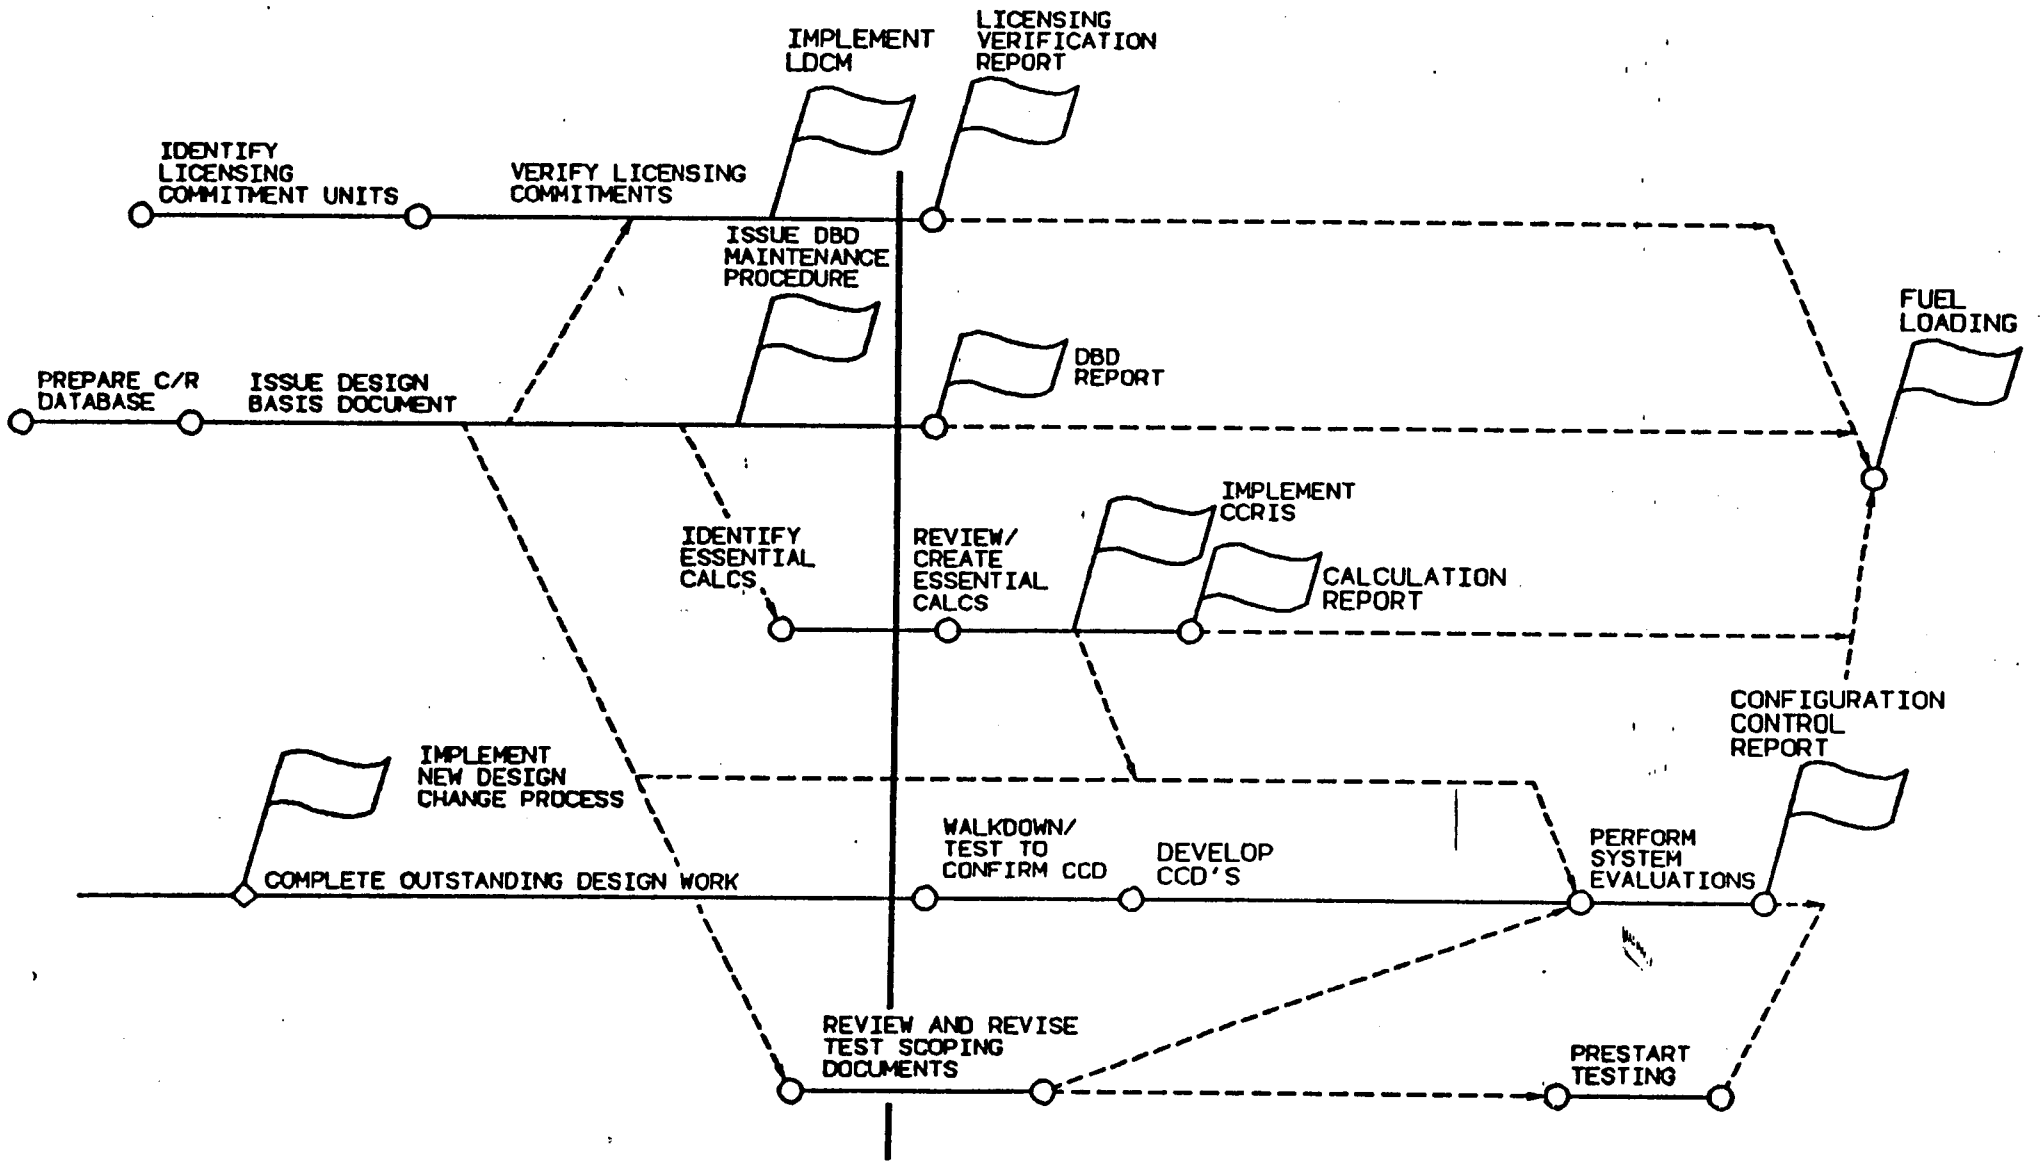 IMPLEMENT
LDCM
LICENSING
VERIFICATION
REPORT
IDENTIFY
LICENSING
COMMITMENT UNITS
VERIFY LICENSING
COMMITMENTS
ISSUE DBD
MAINTENANCE
PROCEDURE
FUEL
LOADING
PREPARE C/R
DATABASE
ISSUE DESIGN
BASIS DOCUMENT
DBD
REPORT
IDENTIFY
ESSENTIAL
CALCS
REVIEW/
CREATE
ESSENTIAL
CALCS
IMPLEMENT
CCRIS
CALCULATION
REPORT
CONFIGURATION
CONTROL
REPORT
IMPLEMENT
NEW DESIGN
CHANGE PROCESS
COMPLETE OUTSTANDING DESIGN WORK
WALKDOWN/
TEST TO
CONFIRM CCD
DEVELOP
CCD'S
PERFORM
SYSTEM
EVALUATIONS
REVIEW AND REVISE
TEST SCOPING
DOCUMENTS
PRESTART
TESTING